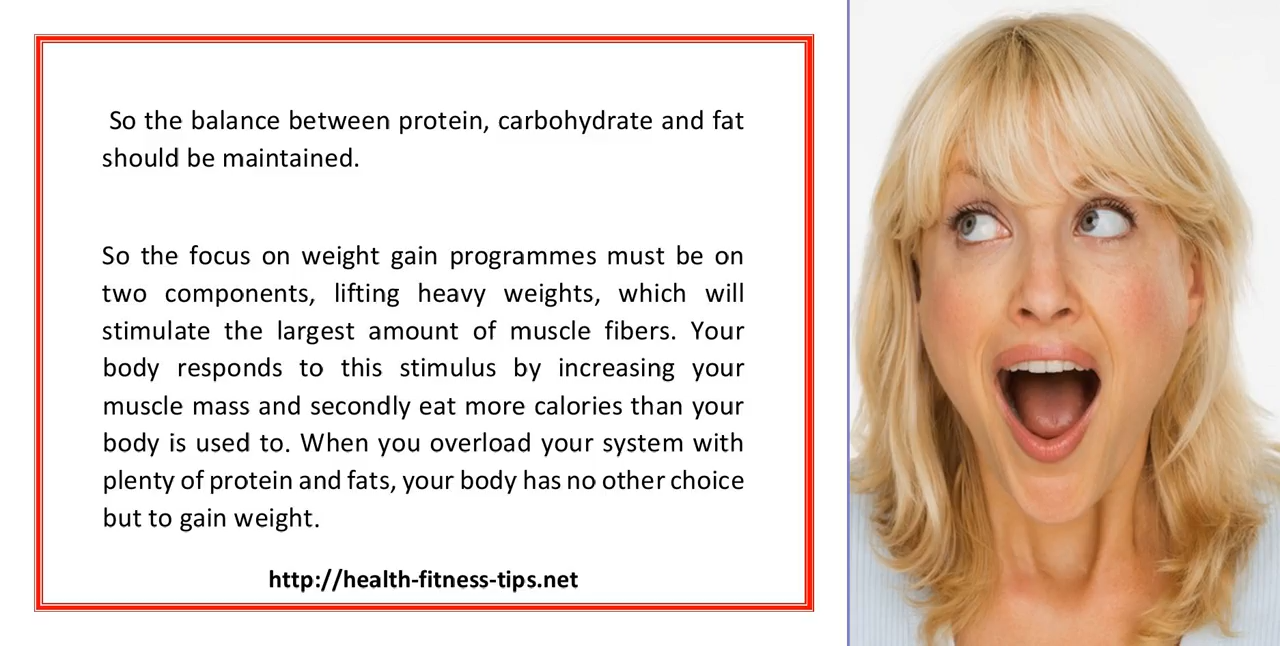 So the balance between protein, carbohydrate and fat
should be maintained.
So the focus on weight gain programmes must be on
two components, lifting heavy weights, which will
stimulate the largest amount of muscle fibers. Your
body responds to this stimulus by increasing your
muscle mass and secondly eat more calories than your
body is used to. When you overload your system with
plenty of protein and fats, your body has no other choice
but to gain weight.
http://health-fitness-tips.net